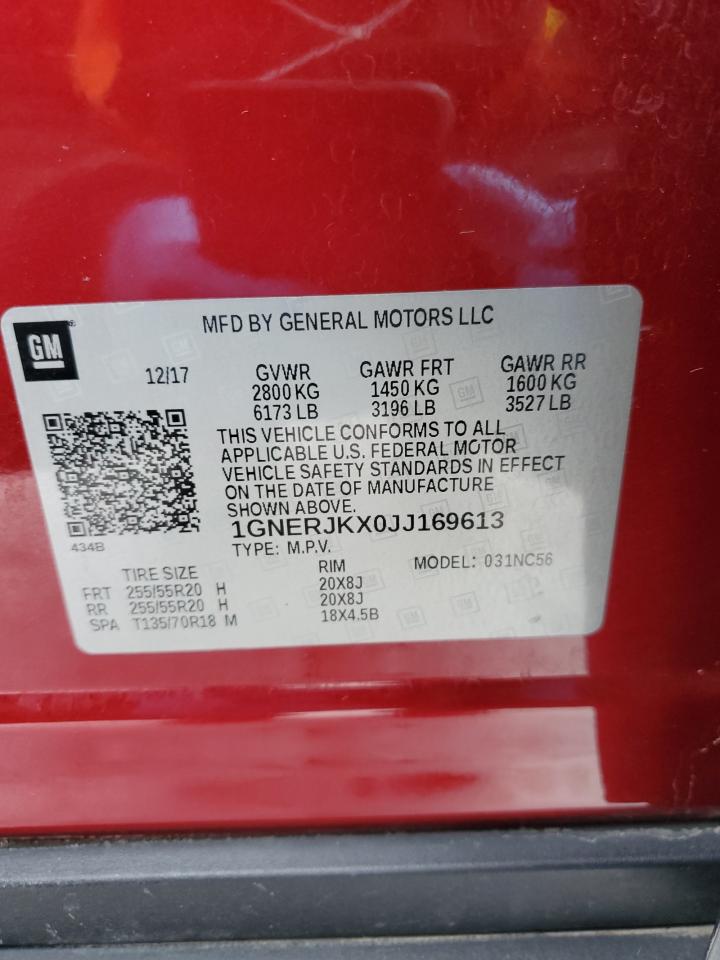 MFD BY GENERAL MOTORS LLC
GM
12/17
GVWR
2800 KG
6173 LB
GAWR FRT
1450 KG
3196 LB
GAWR RR
1600 KG
3527 LB
THIS VEHICLE CONFORMS TO ALL
APPLICABLE U.S. FEDERAL MOTOR
VEHICLE SAFETY STANDARDS IN EFFECT
ON THE DATE OF MANUFACTURE
SHOWN ABOVE.
1GNERJKX0JJ169613
434B
TYPE: M.P.V.
MODEL: 031NC56
TIRE SIZE RIM
FRT 255/55R20 H 20X8J
RR 255/55R20 H 20X8J
SPA T135/70R18 M 18X4.5B